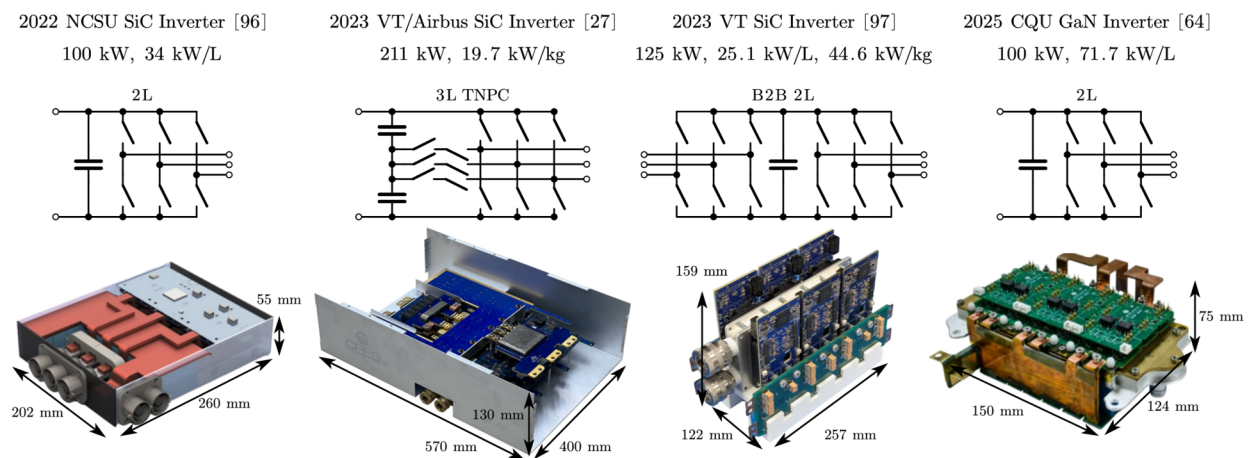 2022 NCSU SiC Inverter [96]
100 kW, 34 kW/L
2L
55 mm
202 mm
260 mm
2023 VT/Airbus SiC Inverter [27]
211 kW, 19.7 kW/kg
3L TNPC
130 mm
570 mm
400 mm
2023 VT SiC Inverter [97]
125 kW, 25.1 kW/L, 44.6 kW/kg
B2B 2L
159 mm
122 mm
257 mm
2025 CQU GaN Inverter [64]
100 kW, 71.7 kW/L
2L
75 mm
150 mm
124 mm